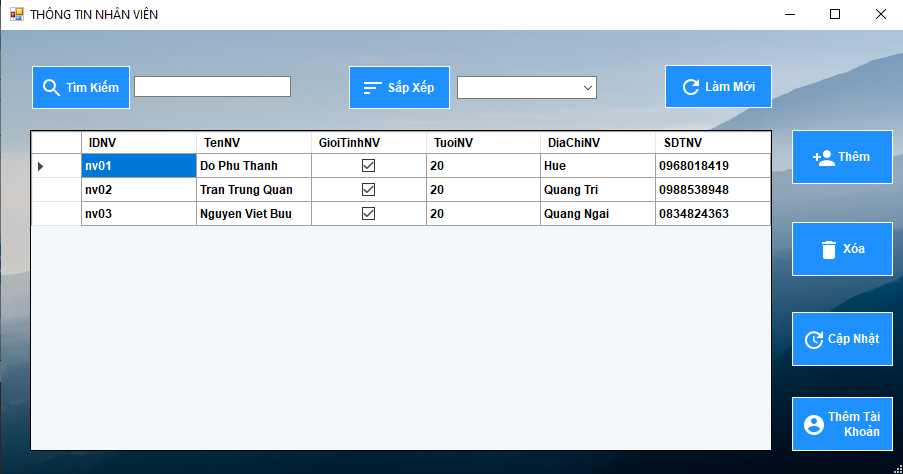 THÔNG TIN NHÂN VIÊN
Tìm Kiếm
Sắp Xếp
Làm Mới
IDNV TenNV GioiTinhNV TuoiNV DiaChiNV SDTNV
nv01 Do Phu Thanh 20 Hue 0968018419
nv02 Tran Trung Quan 20 Quang Tri 0988538948
nv03 Nguyen Viet Buu 20 Quang Ngai 0834824363
Thêm
Xóa
Cập Nhật
Thêm Tài
Khoản